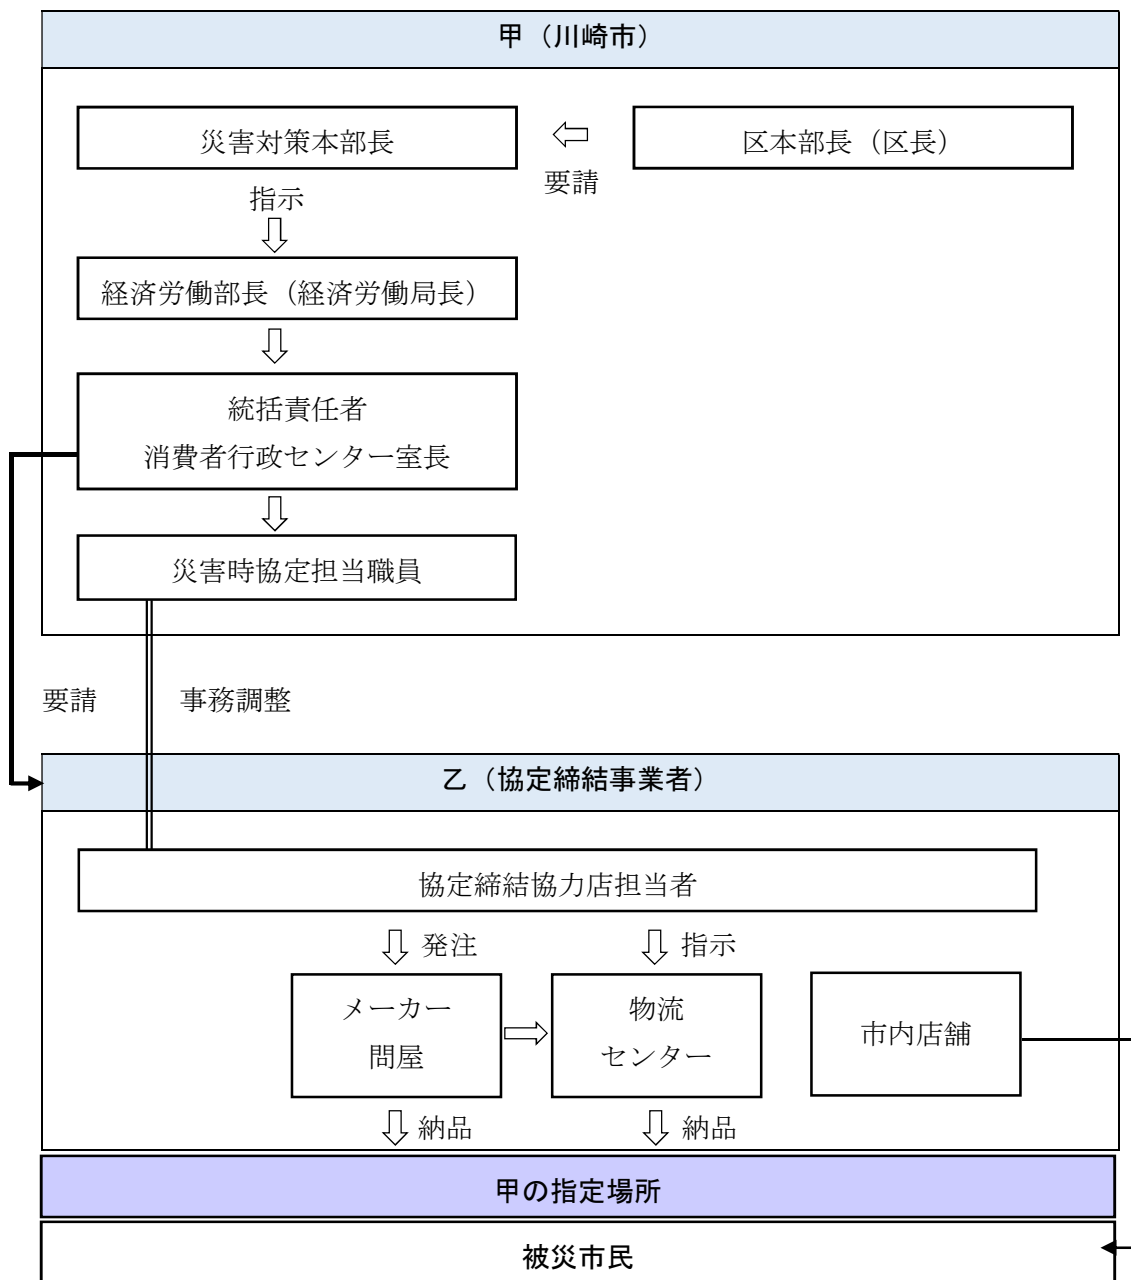 甲（川崎市）
災害対策本部長
区本部長（区長）
要請
指示
経済労働部長（経済労働局長）
統括責任者
消費者行政センター室長
災害時協定担当職員
要請
事務調整
乙（協定締結事業者）
協定締結協力店担当者
発注
指示
メーカー
問屋
物流
センター
市内店舗
納品
納品
甲の指定場所
被災市民